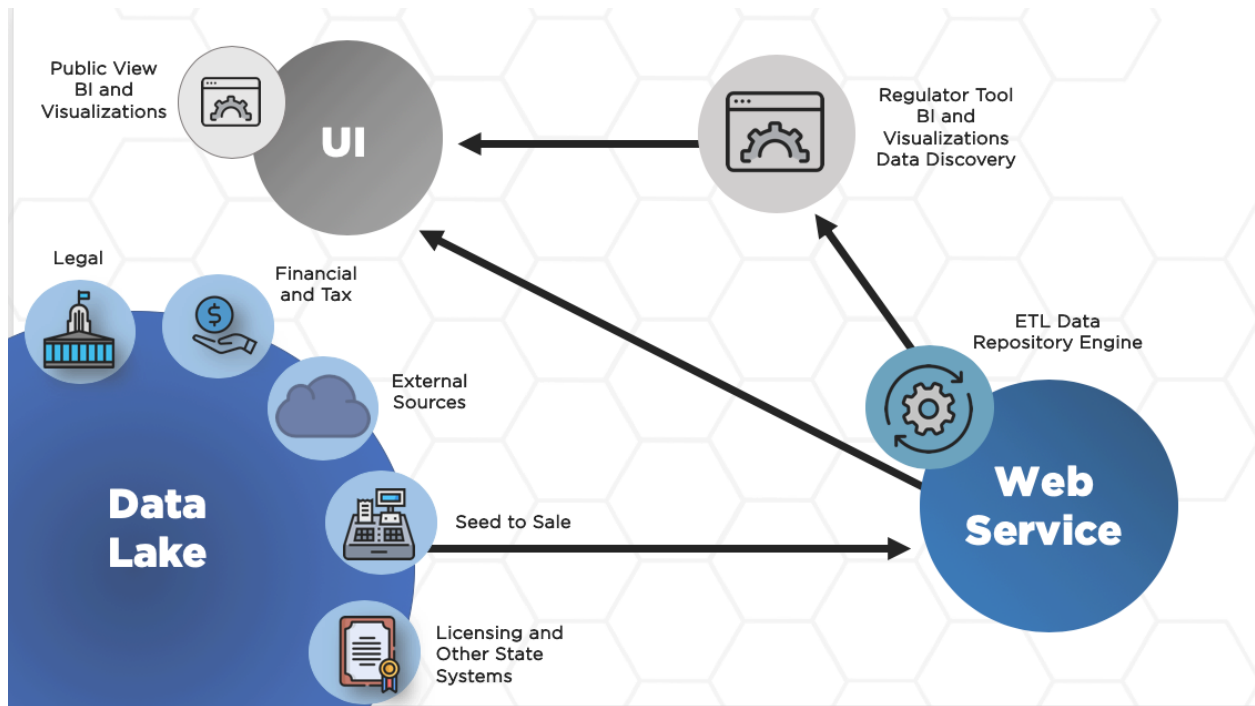 Public View
BI and
Visualizations
UI
Regulator Tool
BI and
Visualizations
Data Discovery
Legal
Financial
and Tax
External
Sources
ETL Data
Repository Engine
Data
Lake
Seed to Sale
Web
Service
Licensing and
Other State
Systems